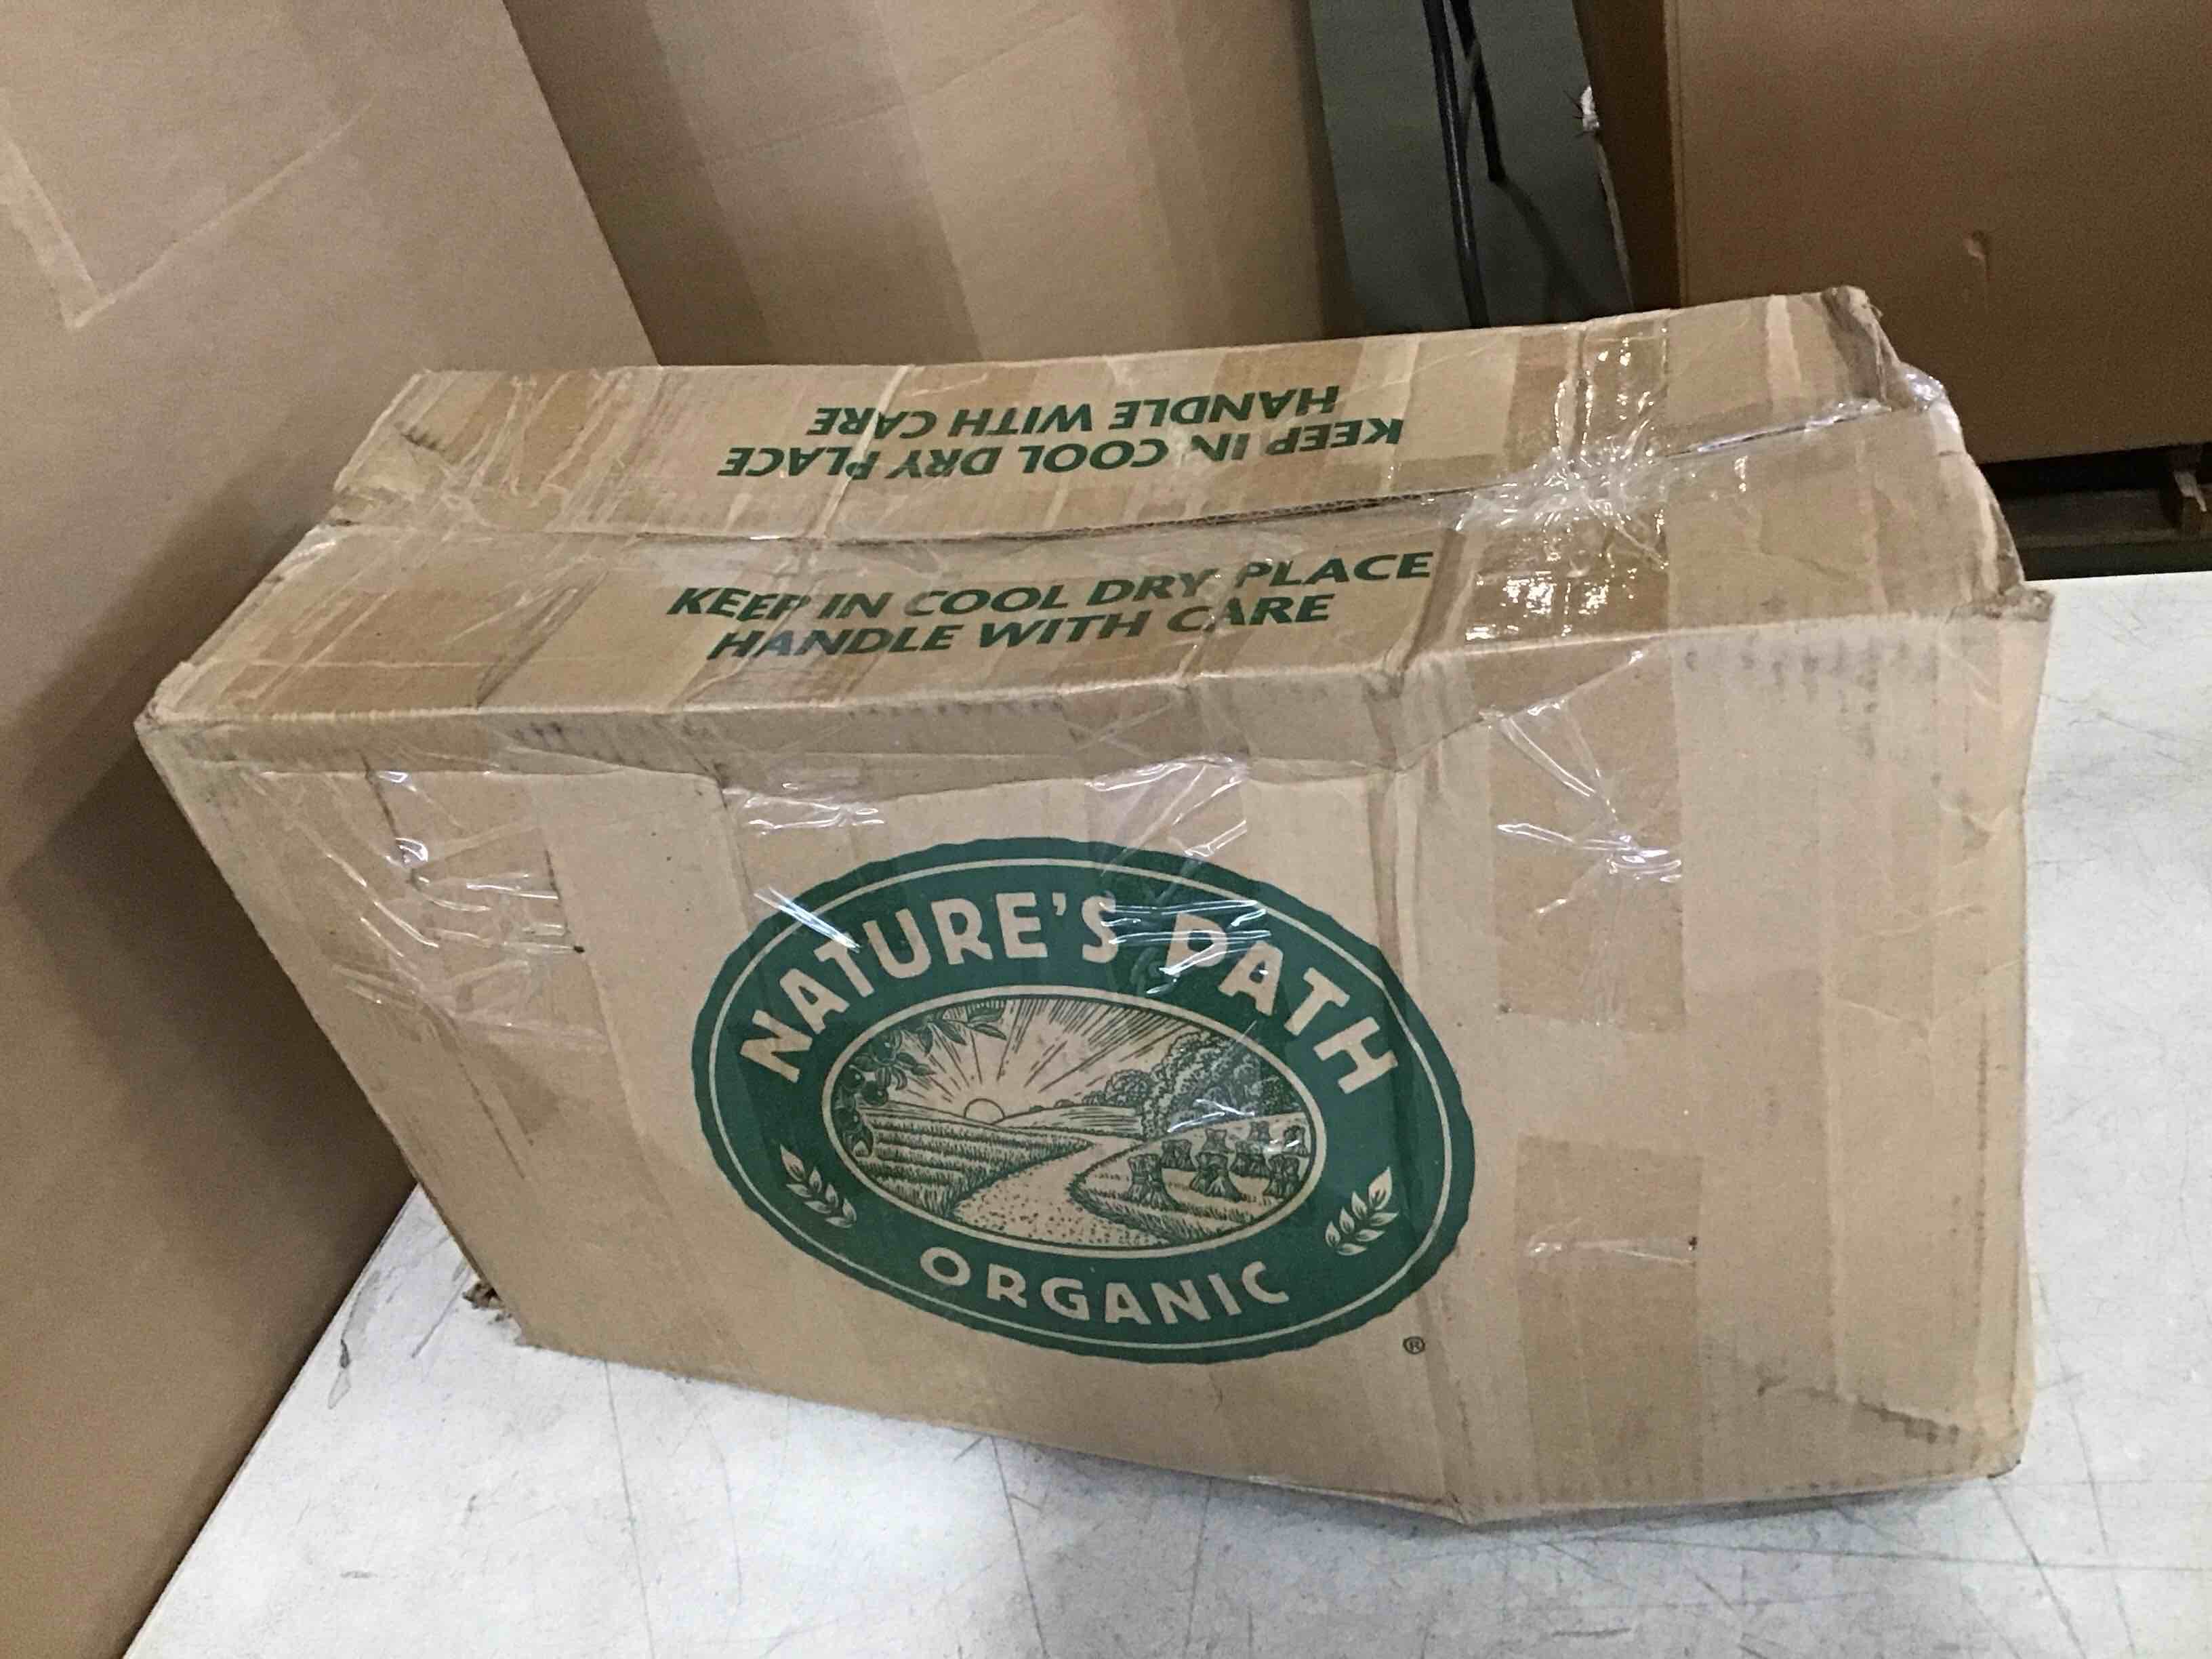 KEEP IN COOL DRY PLACE
HANDLE WITH CARE
KEEP IN COOL DRY PLACE
HANDLE WITH CARE
NATURE'S PATH
ORGANIC
®